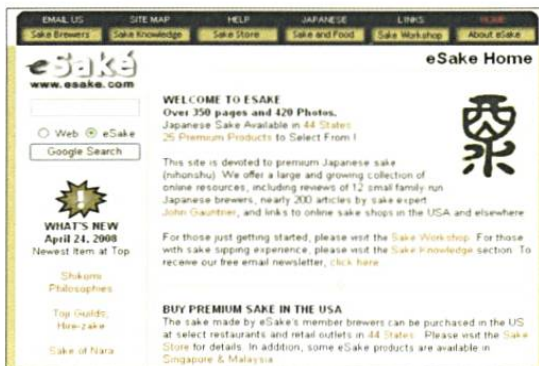 EMAIL US SITE MAP HELP JAPANESE LINKS HOME
Sake Brewers Sake Knowledge Sake Store Sake and Food Sake Workshop About eSake
eSaké
www.esake.com
eSake Home
Web eSake
Google Search
WHAT'S NEW
April 24, 2008
Newest Item at Top
Shikomi
Philosophies
Top Guilds;
Hire-zake
Sake of Nara
WELCOME TO ESAKE
Over 350 pages and 420 Photos.
Japanese Sake Available in 44 States
25 Premium Products to Select From !
This site is devoted to premium Japanese sake
(nihonshu). We offer a large and growing collection of
online resources, including reviews of 12 small family run
Japanese brewers, nearly 200 articles by sake expert
John Gauntner, and links to online sake shops in the USA and elsewhere
For those just getting started, please visit the Sake Workshop. For those
with sake sipping experience, please visit the Sake Knowledge section. To
receive our free email newsletter, click here
BUY PREMIUM SAKE IN THE USA
The sake made by eSake's member brewers can be purchased in the US
at select restaurants and retail outlets in 44 States. Please visit the Sake
Store for details. In addition, some eSake products are available in
Singapore & Malaysia